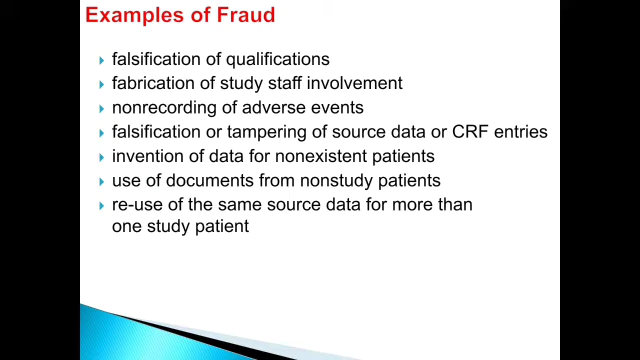 Examples of Fraud
falsification of qualifications
fabrication of study staff involvement
nonrecording of adverse events
falsification or tampering of source data or CRF entries
invention of data for nonexistent patients
use of documents from nonstudy patients
re-use of the same source data for more than
one study patient